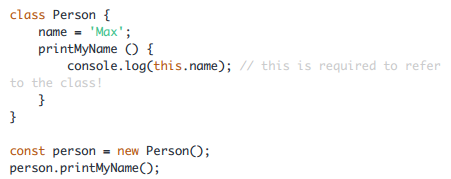 class Person {
    name = 'Max';
    printMyName () {
        console.log(this.name); // this is required to refer
to the class!
    }
}

const person = new Person();
person.printMyName();